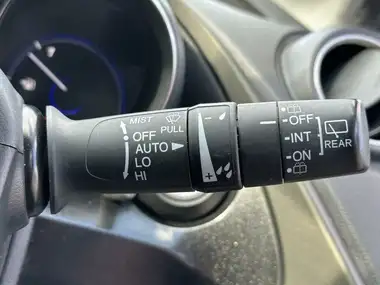 MIST
PULL
OFF
AUTO
LO
HI
-
+
OFF
INT
ON
REAR